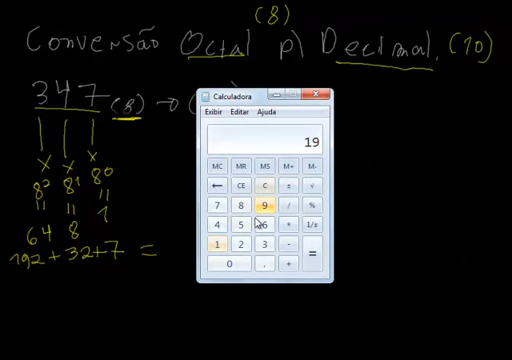 (8)
Conversão Octal p\ Decimal. (10)
347 (8) → (
x x x
8² 8¹ 8⁰
" " "
64 8 1
192 + 32 + 7 =
Calculadora
Exibir Editar Ajuda
19
MC MR MS M+ M-
← CE C ± √
7 8 9 / %
4 5 6 * 1/x
1 2 3 - =
0 , +